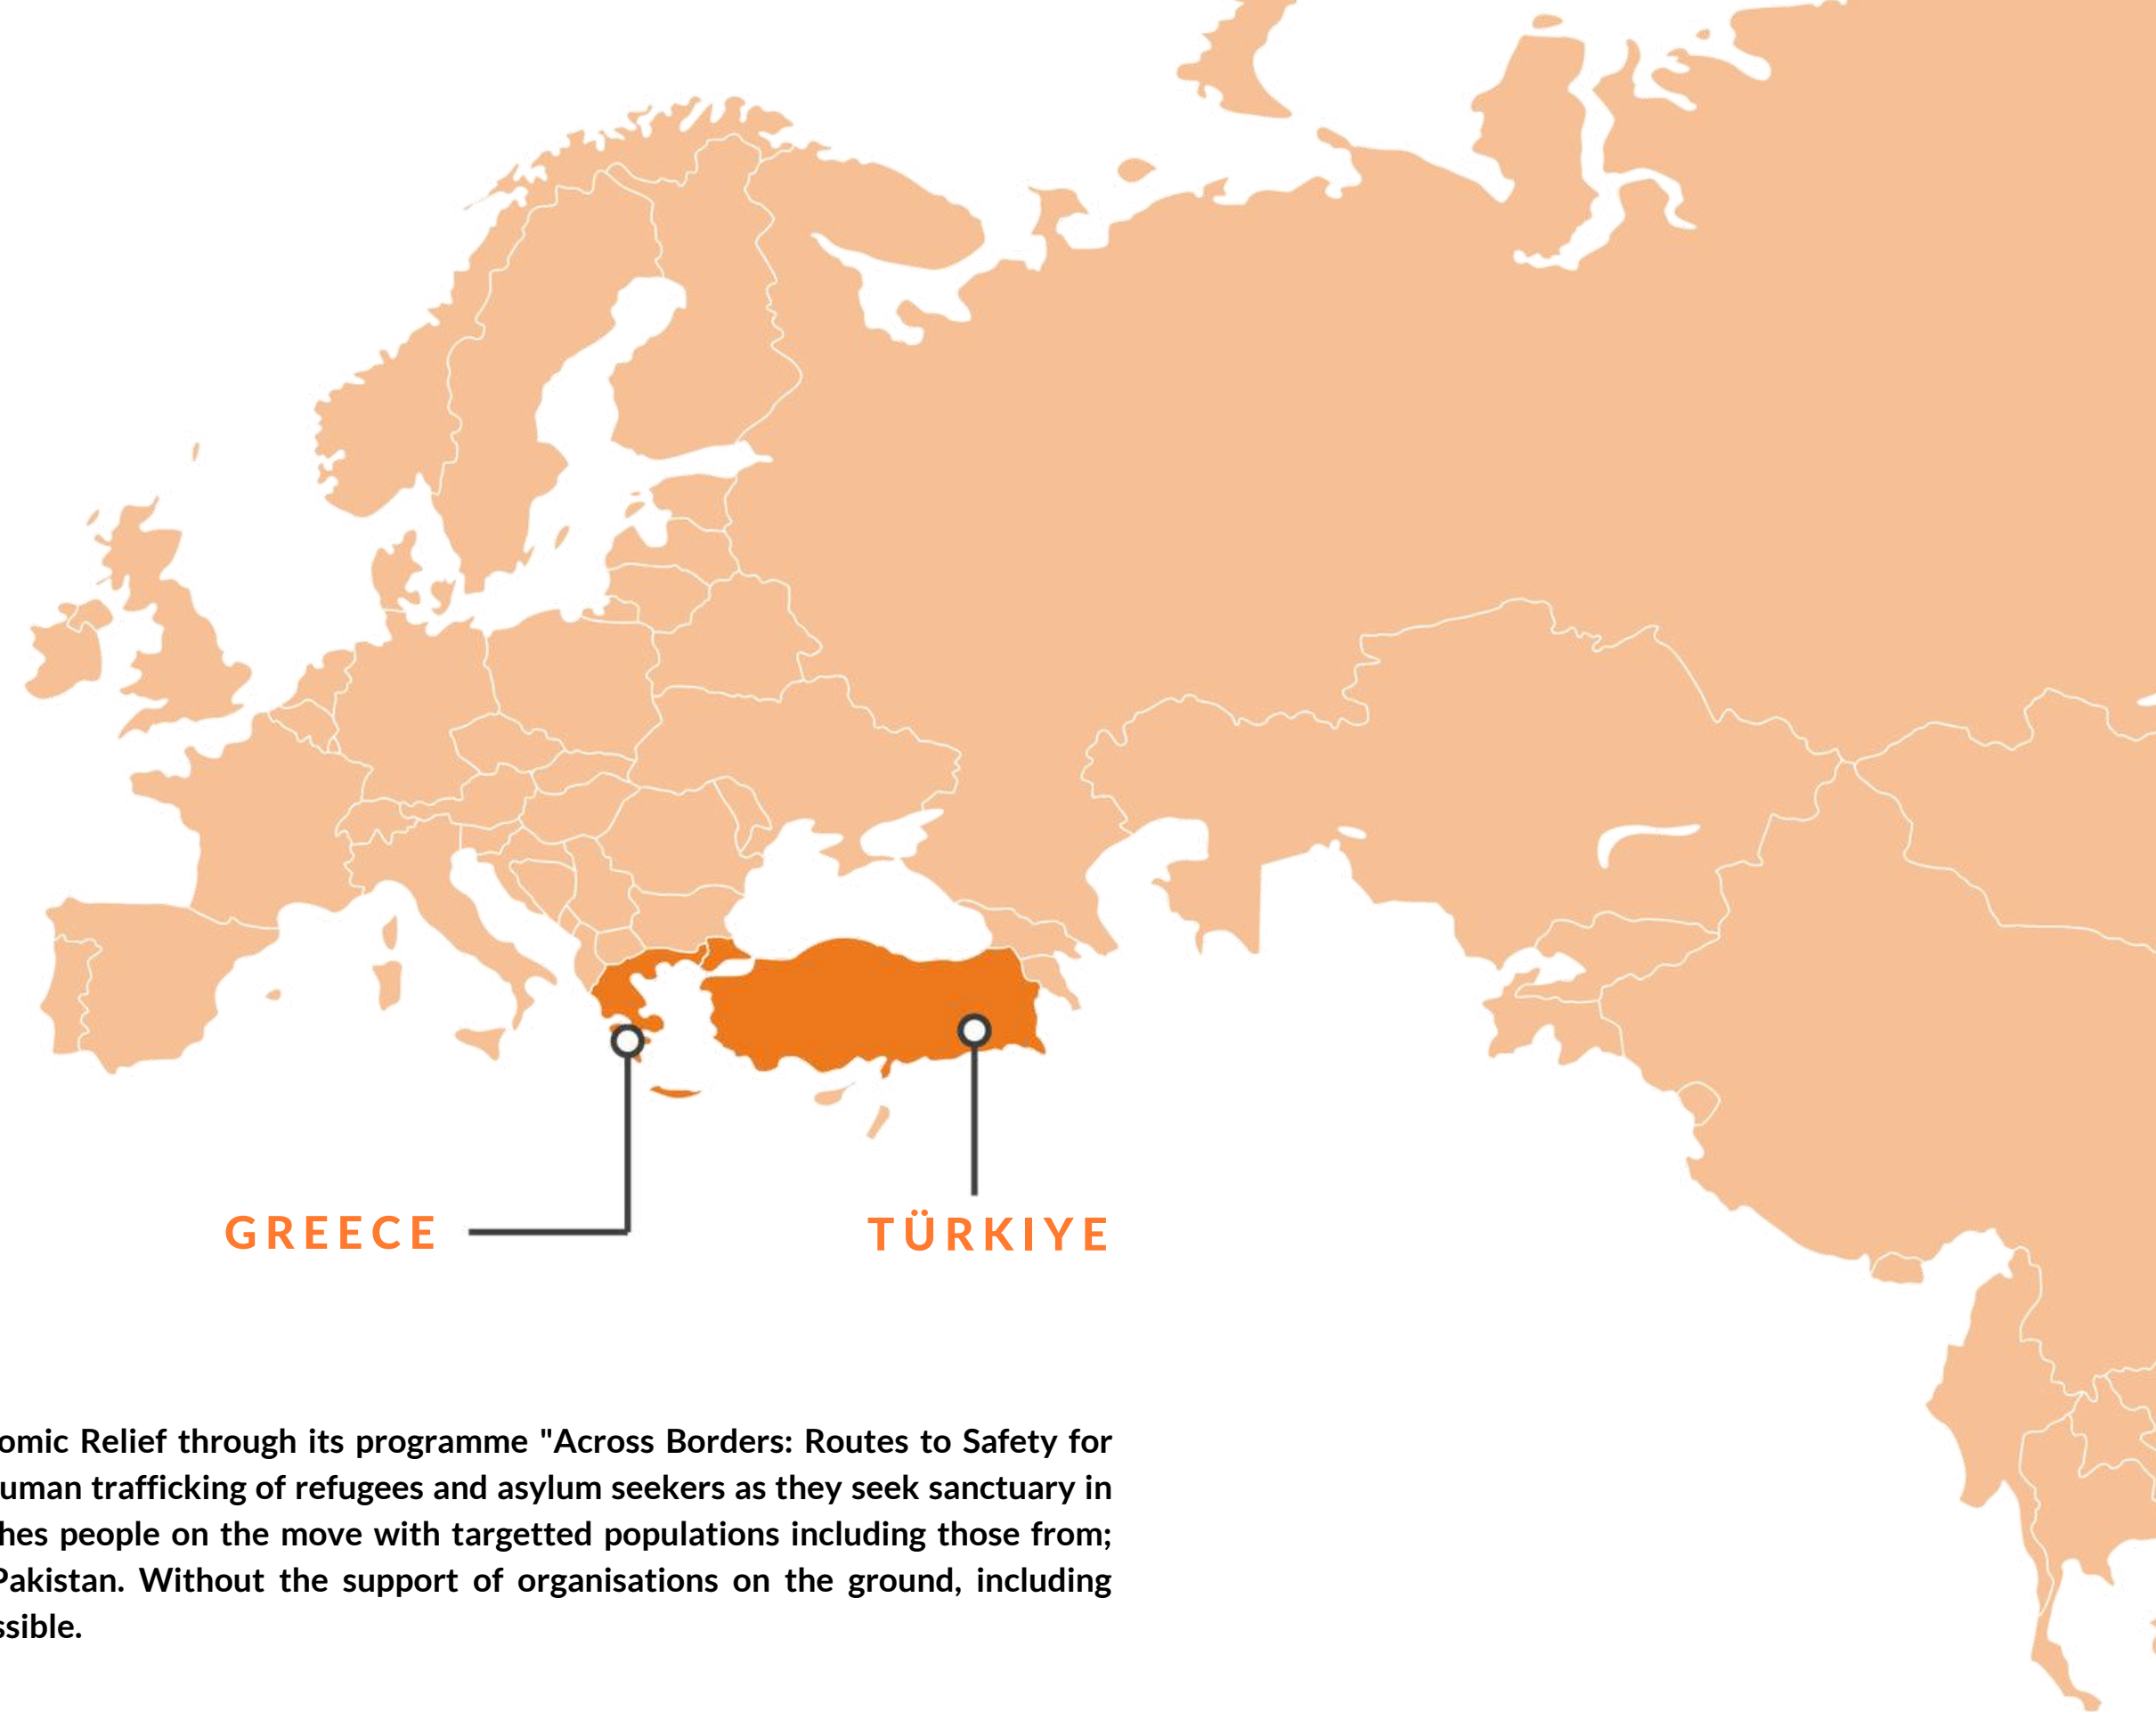 GREECE
TÜRKIYE
omic Relief through its programme "Across Borders: Routes to Safety for
uman trafficking of refugees and asylum seekers as they seek sanctuary in
hes people on the move with targetted populations including those from;
Pakistan. Without the support of organisations on the ground, including
ssible.